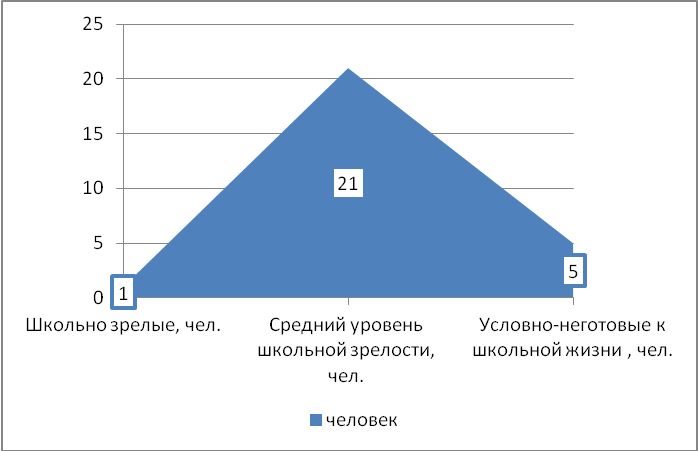 25
20
15
10
5
0
21
1
5
Школьно зрелые, чел.
Средний уровень
школьной зрелости,
чел.
Условно-неготовые к
школьной жизни , чел.
человек